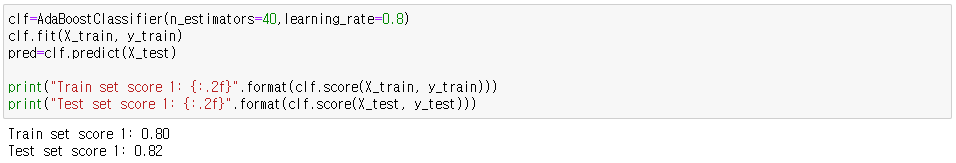 clf=AdaBoostClassifier(n_estimators=40,learning_rate=0.8)
clf.fit(X_train, y_train)
pred=clf.predict(X_test)
print("Train set score 1: {:.2f}".format(clf.score(X_train, y_train)))
print("Test set score 1: {:.2f}".format(clf.score(X_test, y_test)))
Train set score 1: 0.80
Test set score 1: 0.82